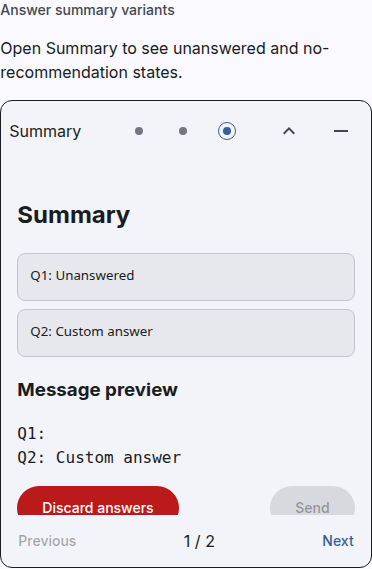 Answer summary variants
Open Summary to see unanswered and no-
recommendation states.
Summary
Summary
Q1: Unanswered
Q2: Custom answer
Message preview
Q1:
Q2: Custom answer
Discard answers Send
Previous 1 / 2 Next